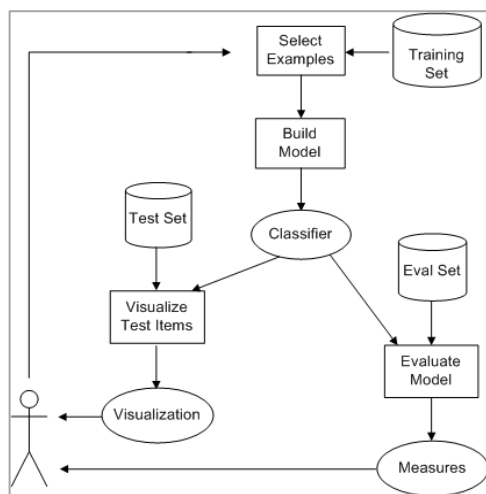 Select
Examples
Training
Set
Build
Model
Test Set
Classifier
Eval Set
Visualize
Test Items
Evaluate
Model
Visualization
Measures